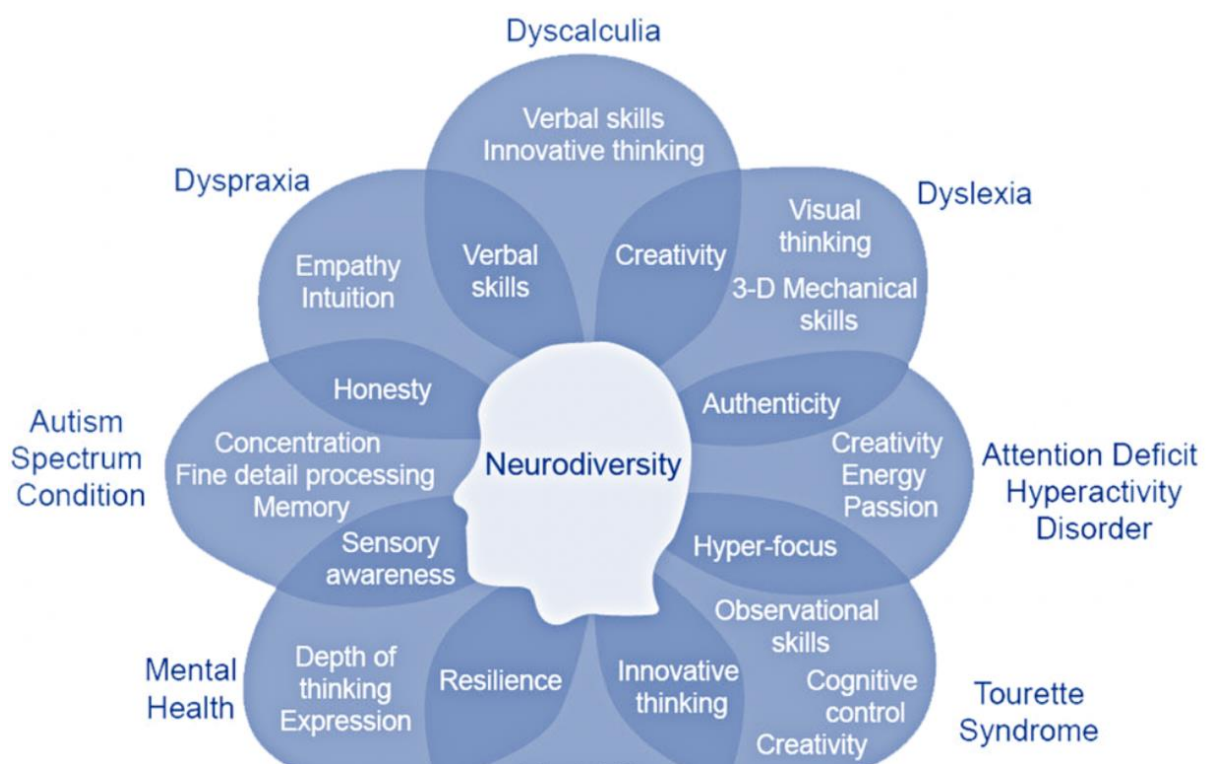 Dyscalculia
Verbal skills
Innovative thinking
Dyspraxia
Dyslexia
Empathy
Intuition
Verbal
skills
Creativity
Visual
thinking
3-D Mechanical
skills
Honesty
Authenticity
Autism
Spectrum
Condition
Concentration
Fine detail processing
Memory
Neurodiversity
Creativity
Energy
Passion
Attention Deficit
Hyperactivity
Disorder
Sensory
awareness
Hyper-focus
Mental
Health
Depth of
thinking
Expression
Resilience
Innovative
thinking
Observational
skills
Cognitive
control
Creativity
Tourette
Syndrome